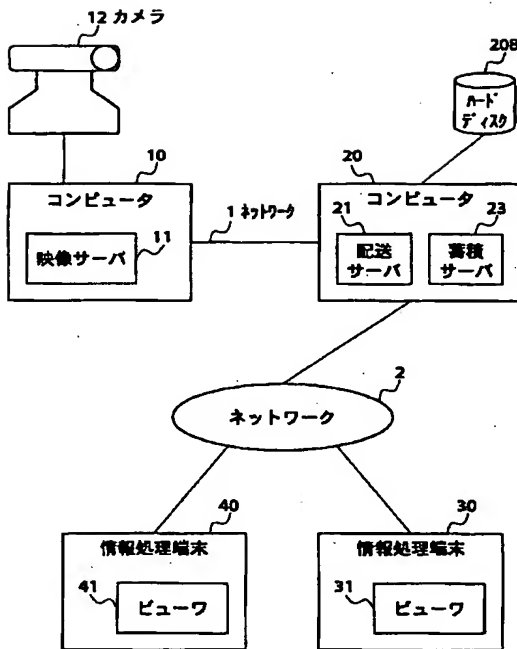 12 カメラ
208
ハード
ディスク
10
コンピュータ
映像サーバ
11
1 ネットワーク
20
コンピュータ
21
配送
サーバ
23
蓄積
サーバ
2
ネットワーク
40
情報処理端末
41
ビューワ
30
情報処理端末
31
ビューワ